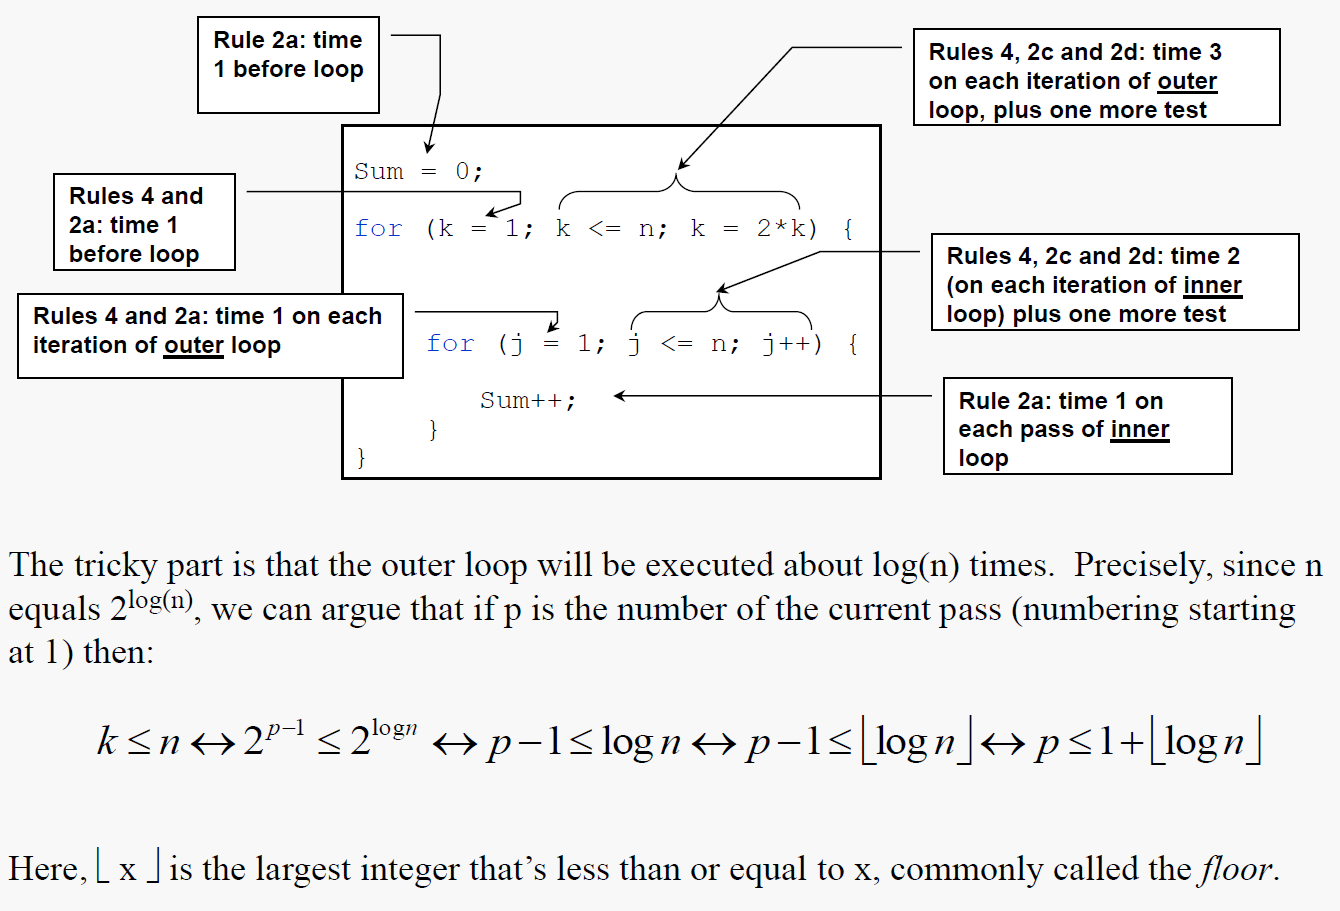 Rule 2a: time
1 before loop
Rules 4, 2c and 2d: time 3
on each iteration of outer
loop, plus one more test
Sum = 0;
Rules 4 and
2a: time 1
before loop
for (k = 1; k <= n; k = 2*k) {
Rules 4, 2c and 2d: time 2
(on each iteration of inner
loop) plus one more test
Rules 4 and 2a: time 1 on each
iteration of outer loop
for (j = 1; j <= n; j++) {
Sum++;
Rule 2a: time 1 on
each pass of inner
loop
}
}
The tricky part is that the outer loop will be executed about log(n) times. Precisely, since n
equals 2^log(n), we can argue that if p is the number of the current pass (numbering starting
at 1) then:
k ≤ n ↔ 2^p−1 ≤ 2^log n ↔ p − 1 ≤ log n ↔ p − 1 ≤ ⌊log n⌋ ↔ p ≤ 1 + ⌊log n⌋
Here, ⌊ x ⌋ is the largest integer that’s less than or equal to x, commonly called the floor.